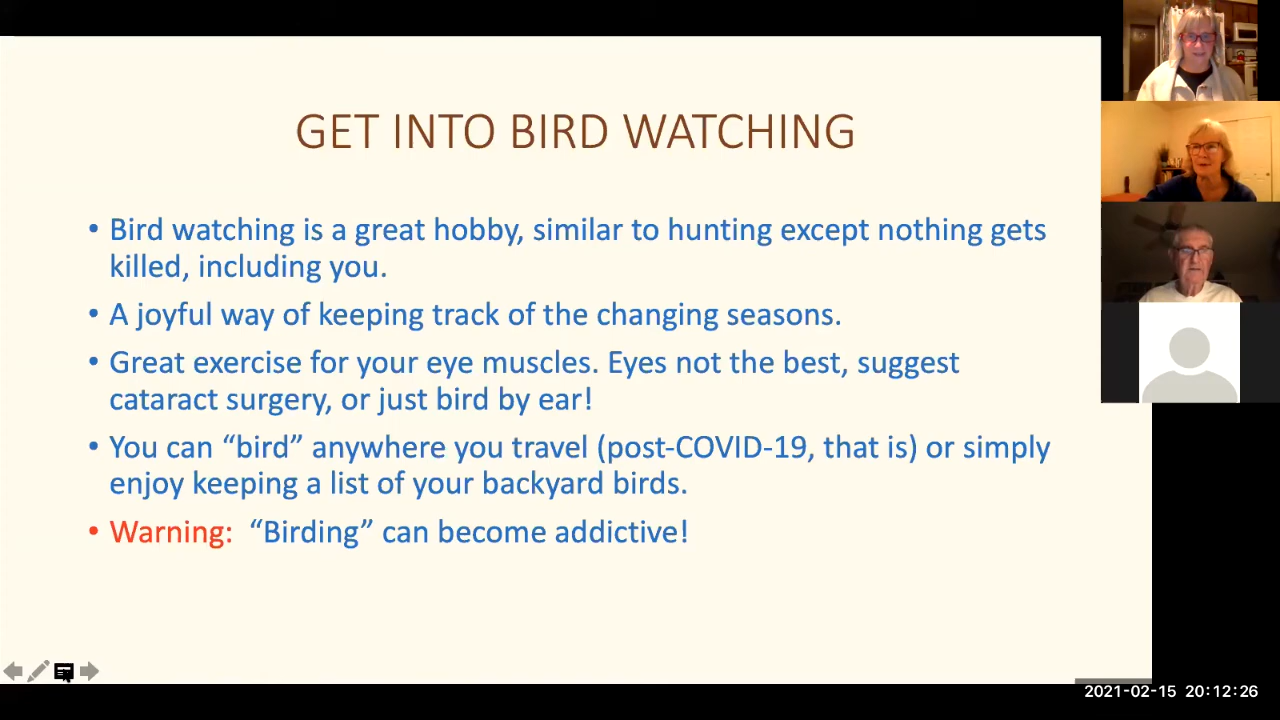 GET INTO BIRD WATCHING
• Bird watching is a great hobby, similar to hunting except nothing gets
killed, including you.
• A joyful way of keeping track of the changing seasons.
• Great exercise for your eye muscles. Eyes not the best, suggest
cataract surgery, or just bird by ear!
• You can “bird” anywhere you travel (post-COVID-19, that is) or simply
enjoy keeping a list of your backyard birds.
• Warning:  “Birding” can become addictive!
2021-02-15 20:12:26